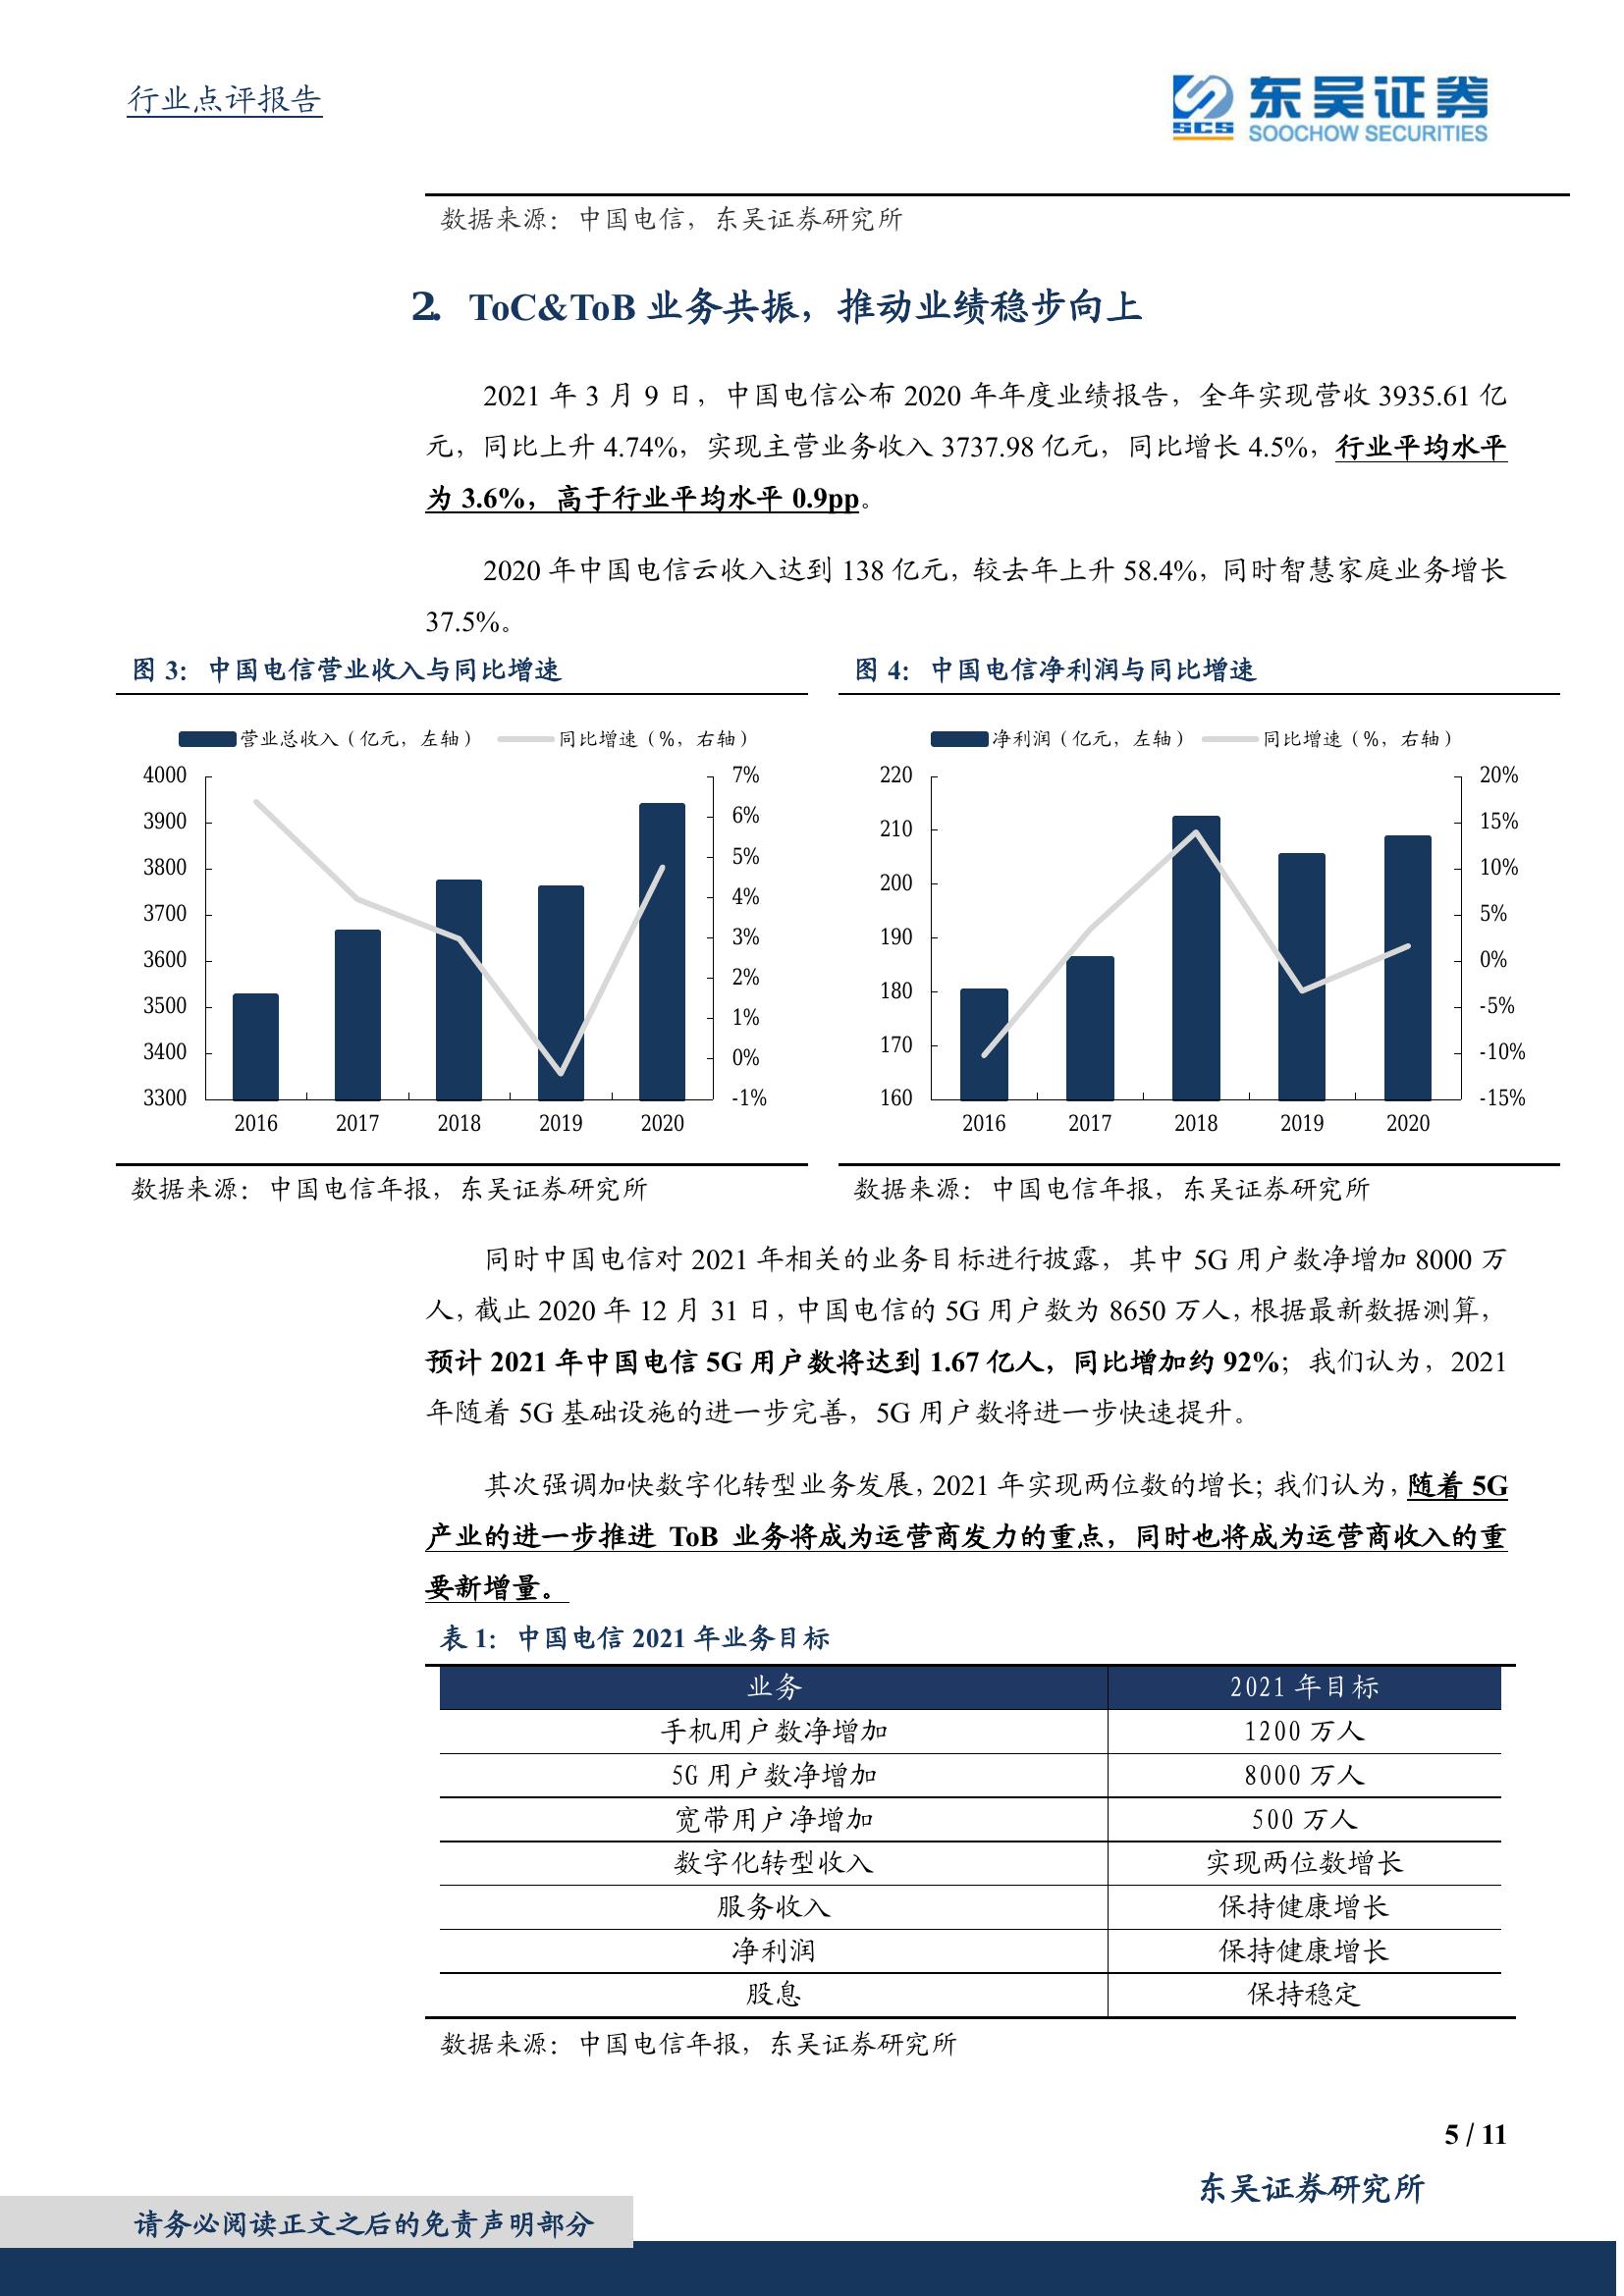 行业点评报告
东吴证券
SCS
SOOCHOW SECURITIES
数据来源：中国电信，东吴证券研究所
2. ToC&ToB 业务共振，推动业绩稳步向上
2021 年 3 月 9 日，中国电信公布 2020 年年度业绩报告，全年实现营收 3935.61 亿
元，同比上升 4.74%，实现主营业务收入 3737.98 亿元，同比增长 4.5%，行业平均水平
为 3.6%，高于行业平均水平 0.9pp。
2020 年中国电信云收入达到 138 亿元，较去年上升 58.4%，同时智慧家庭业务增长
37.5%。
图 3：中国电信营业收入与同比增速
营业总收入（亿元，左轴） 同比增速（%，右轴）
4000 7%
3900 6%
3800 5%
3700 4%
3600 3%
3500 2%
3400 1%
3300 0%
-1%
2016 2017 2018 2019 2020
数据来源：中国电信年报，东吴证券研究所
图 4：中国电信净利润与同比增速
净利润（亿元，左轴） 同比增速（%，右轴）
220 20%
210 15%
200 10%
190 5%
180 0%
170 -5%
160 -10%
-15%
2016 2017 2018 2019 2020
数据来源：中国电信年报，东吴证券研究所
同时中国电信对 2021 年相关的业务目标进行披露，其中 5G 用户数净增加 8000 万
人，截止 2020 年 12 月 31 日，中国电信的 5G 用户数为 8650 万人，根据最新数据测算，
预计 2021 年中国电信 5G 用户数将达到 1.67 亿人，同比增加约 92%；我们认为，2021
年随着 5G 基础设施的进一步完善，5G 用户数将进一步快速提升。
其次强调加快数字化转型业务发展，2021 年实现两位数的增长；我们认为，随着 5G
产业的进一步推进 ToB 业务将成为运营商发力的重点，同时也将成为运营商收入的重
要新增量。
表 1：中国电信 2021 年业务目标
业务 2021 年目标
手机用户数净增加 1200 万人
5G 用户数净增加 8000 万人
宽带用户净增加 500 万人
数字化转型收入 实现两位数增长
服务收入 保持健康增长
净利润 保持健康增长
股息 保持稳定
数据来源：中国电信年报，东吴证券研究所
5 / 11
东吴证券研究所
请务必阅读正文之后的免责声明部分